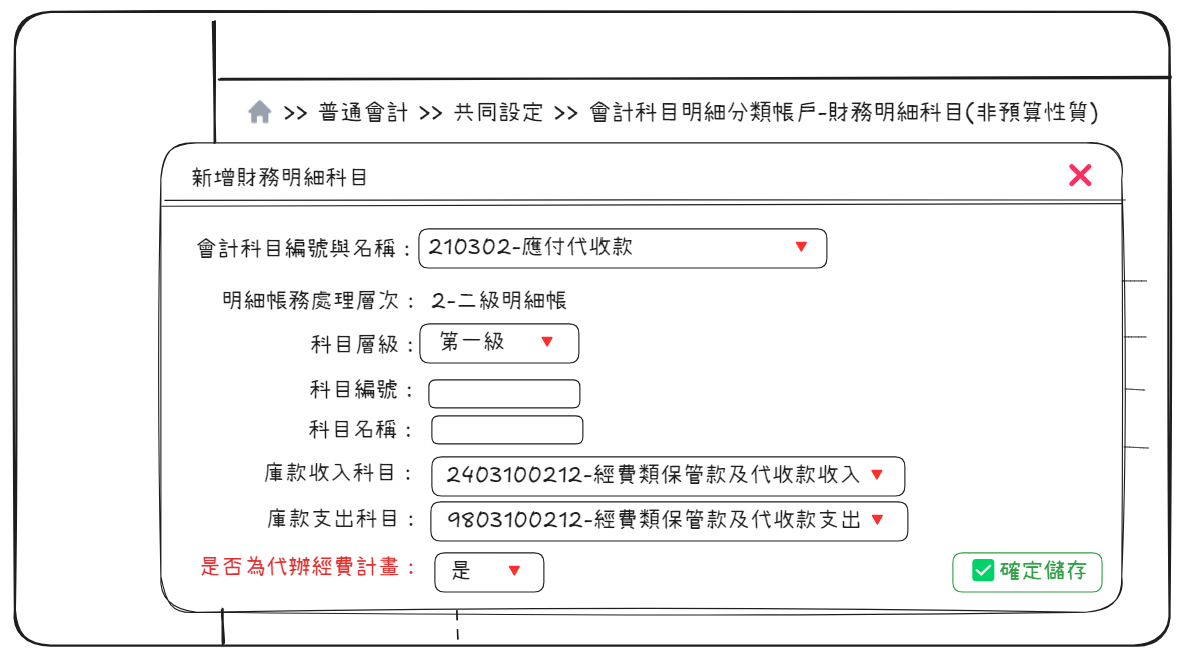 >> 普通會計 >> 共同設定 >> 會計科目明細分類帳戶-財務明細科目(非預算性質)
新增財務明細科目
會計科目編號與名稱：210302-應付代收款
明細帳務處理層次：2-二級明細帳
科目層級：第一級
科目編號：
科目名稱：
庫款收入科目：2403100212-經費類保管款及代收款收入
庫款支出科目：9803100212-經費類保管款及代收款支出
是否為代辦經費計畫：是
確定儲存